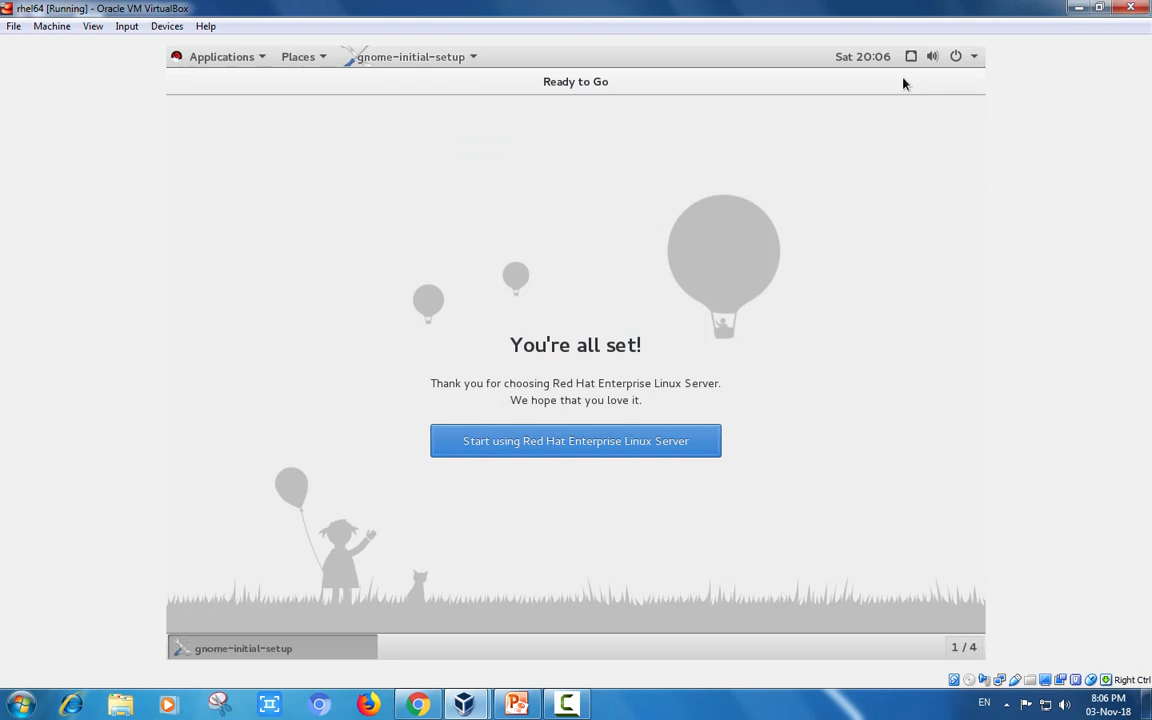 rhel64 [Running] - Oracle VM VirtualBox
File Machine View Input Devices Help
Applications Places gnome-initial-setup Sat 20:06
Ready to Go
You're all set!
Thank you for choosing Red Hat Enterprise Linux Server.
We hope that you love it.
Start using Red Hat Enterprise Linux Server
gnome-initial-setup 1 / 4
Right Ctrl
EN 8:06 PM
03-Nov-18